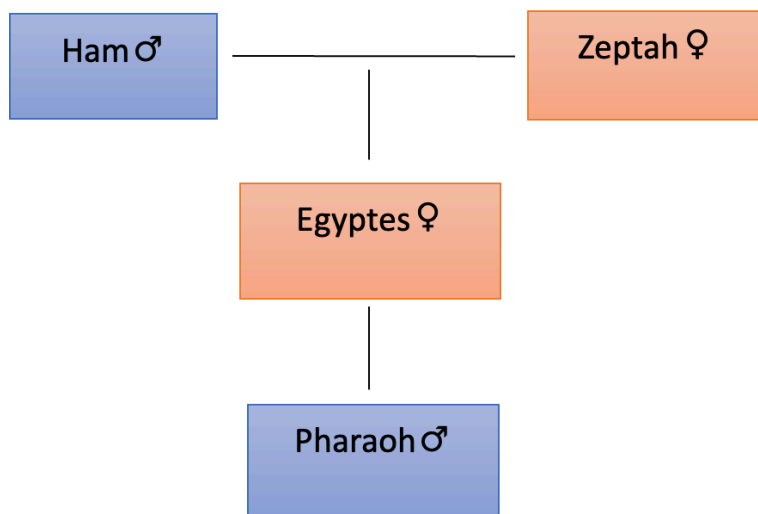 Ham ♂
Zeptah ♀
Egyptes ♀
Pharaoh ♂